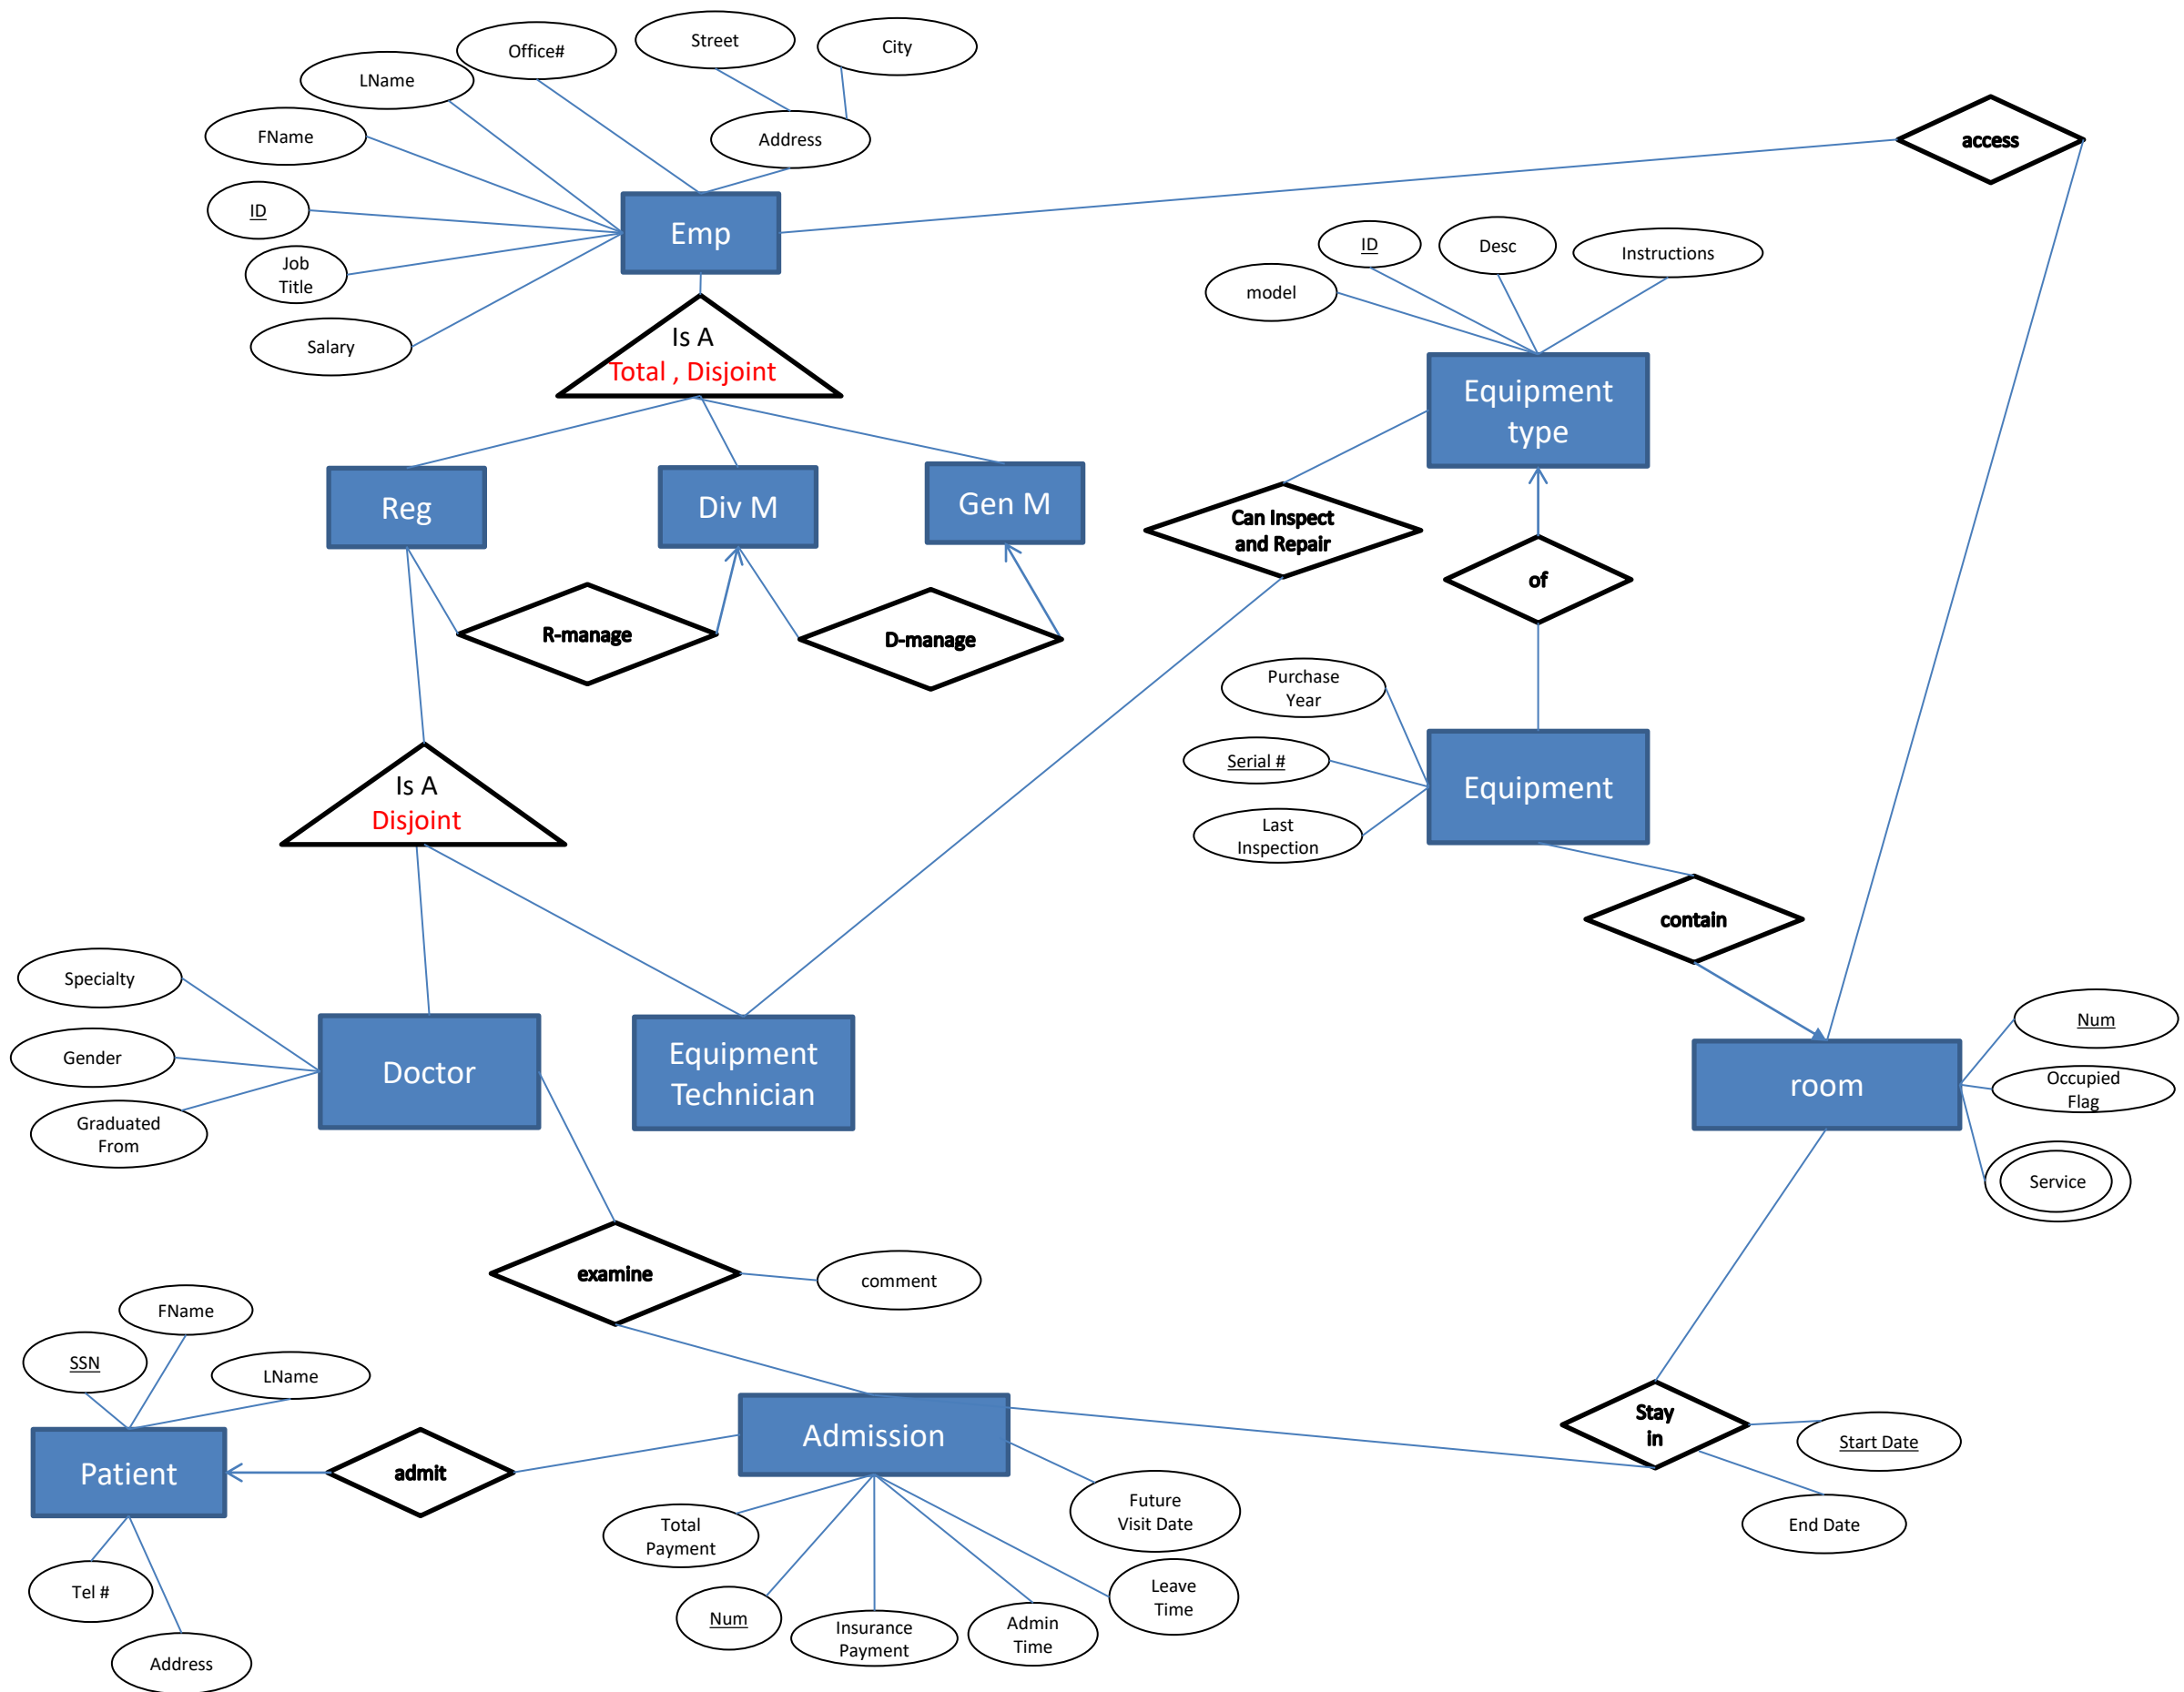 Office#
Street
City
LName
FName
Address
access
ID
Emp
Job
Title
Salary
Is A
Total , Disjoint
ID
Desc
Instructions
model
Equipment
type
Reg
Div M
Gen M
Can Inspect
and Repair
of
R-manage
D-manage
Purchase
Year
Serial #
Last
Inspection
Equipment
Is A
Disjoint
contain
Specialty
Gender
Graduated
From
Doctor
Equipment
Technician
room
Num
Occupied
Flag
Service
examine
comment
FName
SSN
LName
Patient
admit
Admission
Stay
in
Start Date
End Date
Tel #
Address
Total
Payment
Num
Insurance
Payment
Admin
Time
Leave
Time
Future
Visit Date